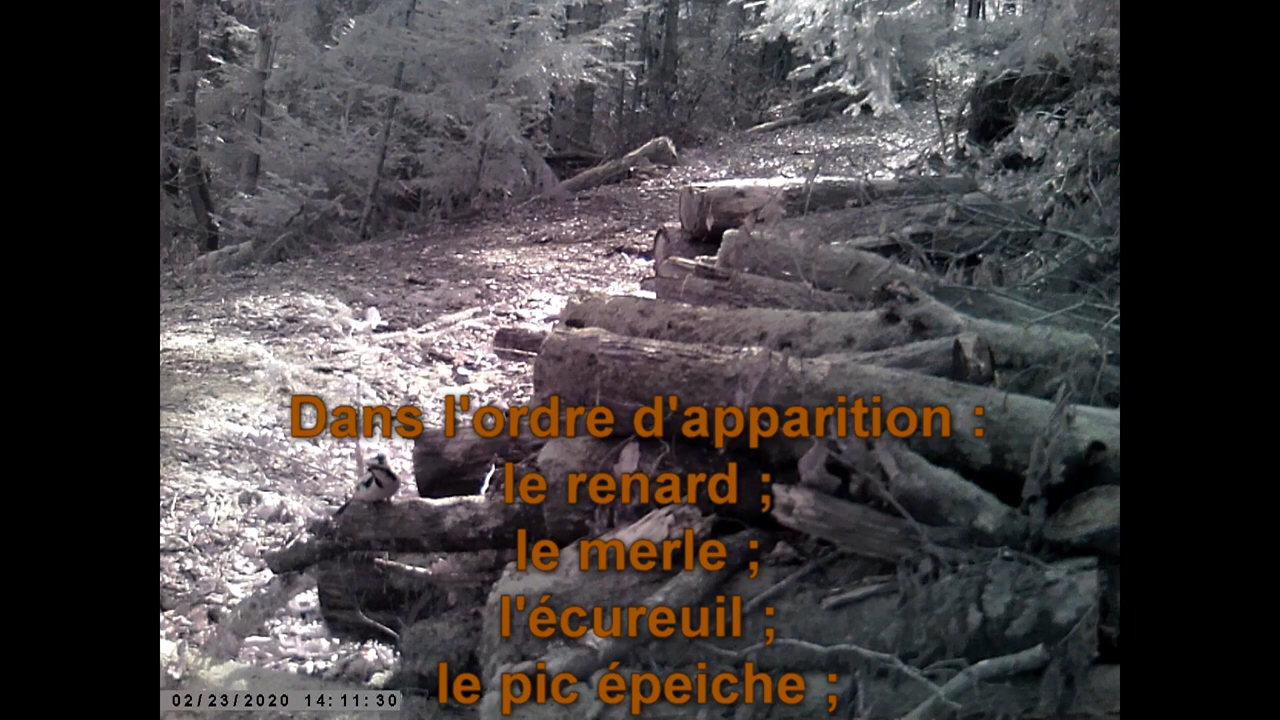 Dans l'ordre d'apparition :
le renard ;
le merle ;
l'écureuil ;
le pic épeiche ;
02/23/2020 14:11:30